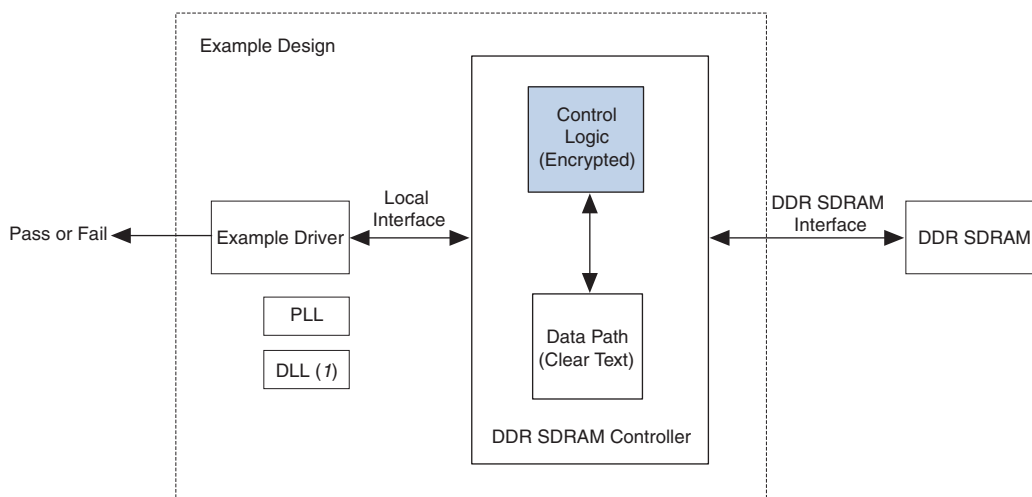 Example Design
Control
Logic
(Encrypted)
Local
Interface
DDR SDRAM
Interface
Pass or Fail
Example Driver
DDR SDRAM
PLL
Data Path
(Clear Text)
DLL (1)
DDR SDRAM Controller